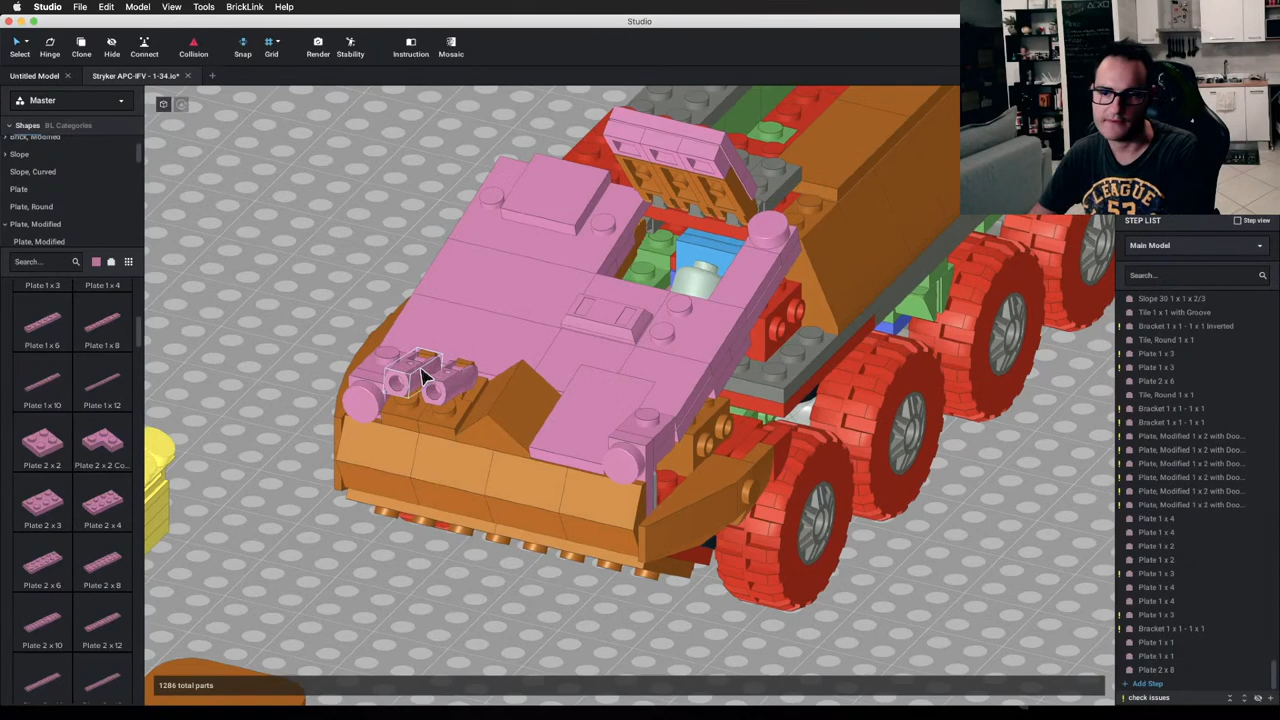 Studio File Edit Model View Tools BrickLink Help
Studio
Select Hinge Clone Hide Connect Collision Snap Grid Render Stability Instruction Mosaic
Untitled Model Stryker APC-IFV - 1-34.io*
Master
Shapes BL Categories
Brick, Modified
Slope
Slope, Curved
Plate
Plate, Round
Plate, Modified
Plate, Modified
Search...
Plate 1 x 3 Plate 1 x 4
Plate 1 x 6 Plate 1 x 8
Plate 1 x 10 Plate 1 x 12
Plate 2 x 2 Plate 2 x 2 Co...
Plate 2 x 3 Plate 2 x 4
Plate 2 x 6 Plate 2 x 8
Plate 2 x 10 Plate 2 x 12
1286 total parts
LEAGUE
53
STEP LIST Step view
Main Model
Search...
Slope 30 1 x 1 x 2/3
Tile 1 x 1 with Groove
Bracket 1 x 1 - 1 x 1 Inverted
Tile, Round 1 x 1
Plate 1 x 3
Plate 1 x 3
Plate 2 x 6
Tile, Round 1 x 1
Bracket 1 x 1 - 1 x 1
Bracket 1 x 1 - 1 x 1
Plate, Modified 1 x 2 with Doo...
Plate, Modified 1 x 2 with Doo...
Plate, Modified 1 x 2 with Doo...
Plate, Modified 1 x 2 with Doo...
Plate, Modified 1 x 2 with Doo...
Plate, Modified 1 x 2 with Doo...
Plate 1 x 4
Plate 1 x 4
Plate 1 x 2
Plate 1 x 2
Plate 1 x 3
Plate 1 x 4
Plate 1 x 4
Plate 1 x 3
Bracket 1 x 1 - 1 x 1
Plate 1 x 1
Plate 1 x 1
Plate 2 x 8
Add Step
check issues